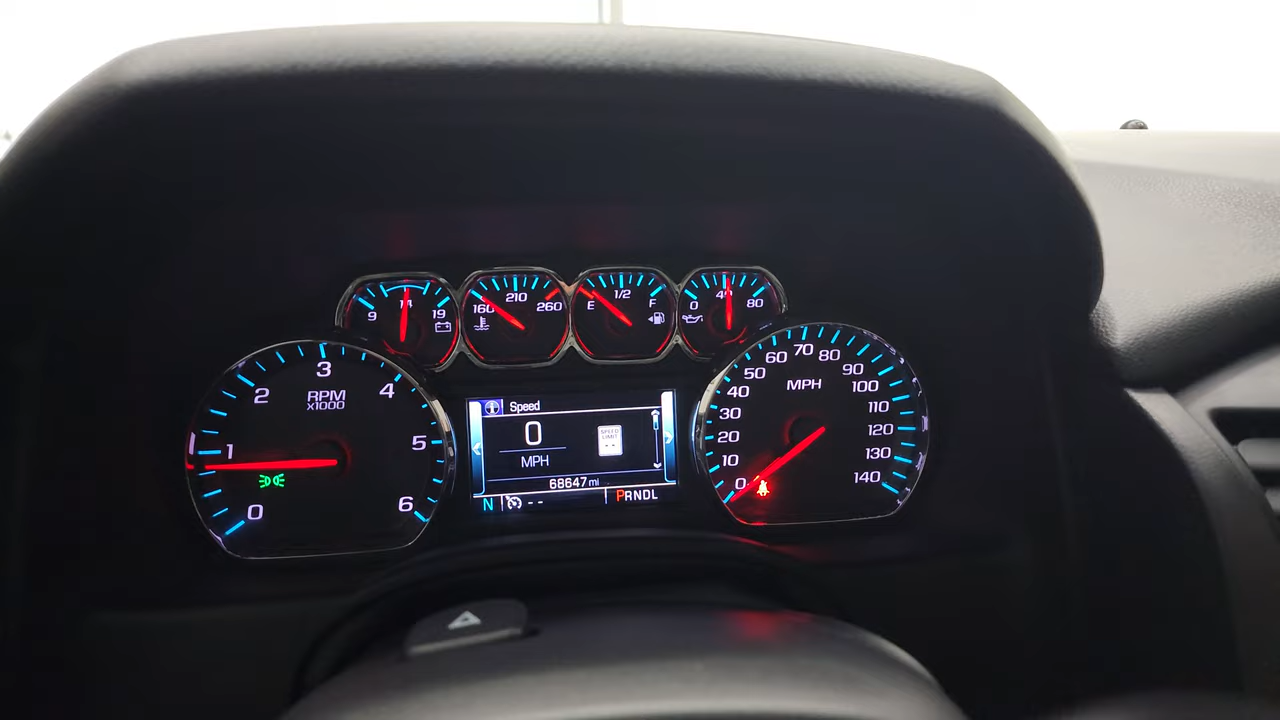 9 14 19
160 210 260
E 1/2 F
0 40 80
0 1 2 3 4 5 6
RPM
X1000
Speed
0
MPH
SPEED
LIMIT
--
68647 mi
N -- PRNDL
MPH
0 10 20 30 40 50 60 70 80 90 100 110 120 130 140